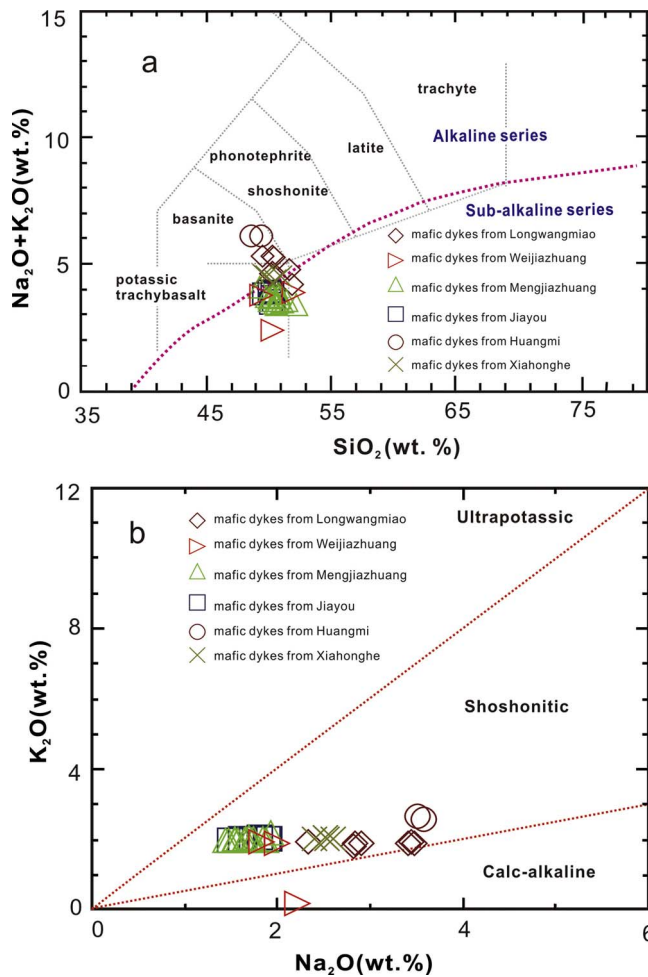 15
a
trachyte
10
Alkaline series
latite
phonotephrite
shoshonite
Sub-alkaline series
basanite
5
potassic
trachybasalt
mafic dykes from Longwangmiao
mafic dykes from Weijiazhuang
mafic dykes from Mengjiazhuang
mafic dykes from Jiayou
mafic dykes from Huangmi
mafic dykes from Xiahonghe
0
35 45 55 65 75
Na₂O+K₂O(wt.%)
SiO₂(wt. %)
12
b
Ultrapotassic
mafic dykes from Longwangmiao
mafic dykes from Weijiazhuang
mafic dykes from Mengjiazhuang
mafic dykes from Jiayou
mafic dykes from Huangmi
mafic dykes from Xiahonghe
8
Shoshonitic
4
Calc-alkaline
0
0 2 4 6
K₂O(wt.%)
Na₂O(wt.%)